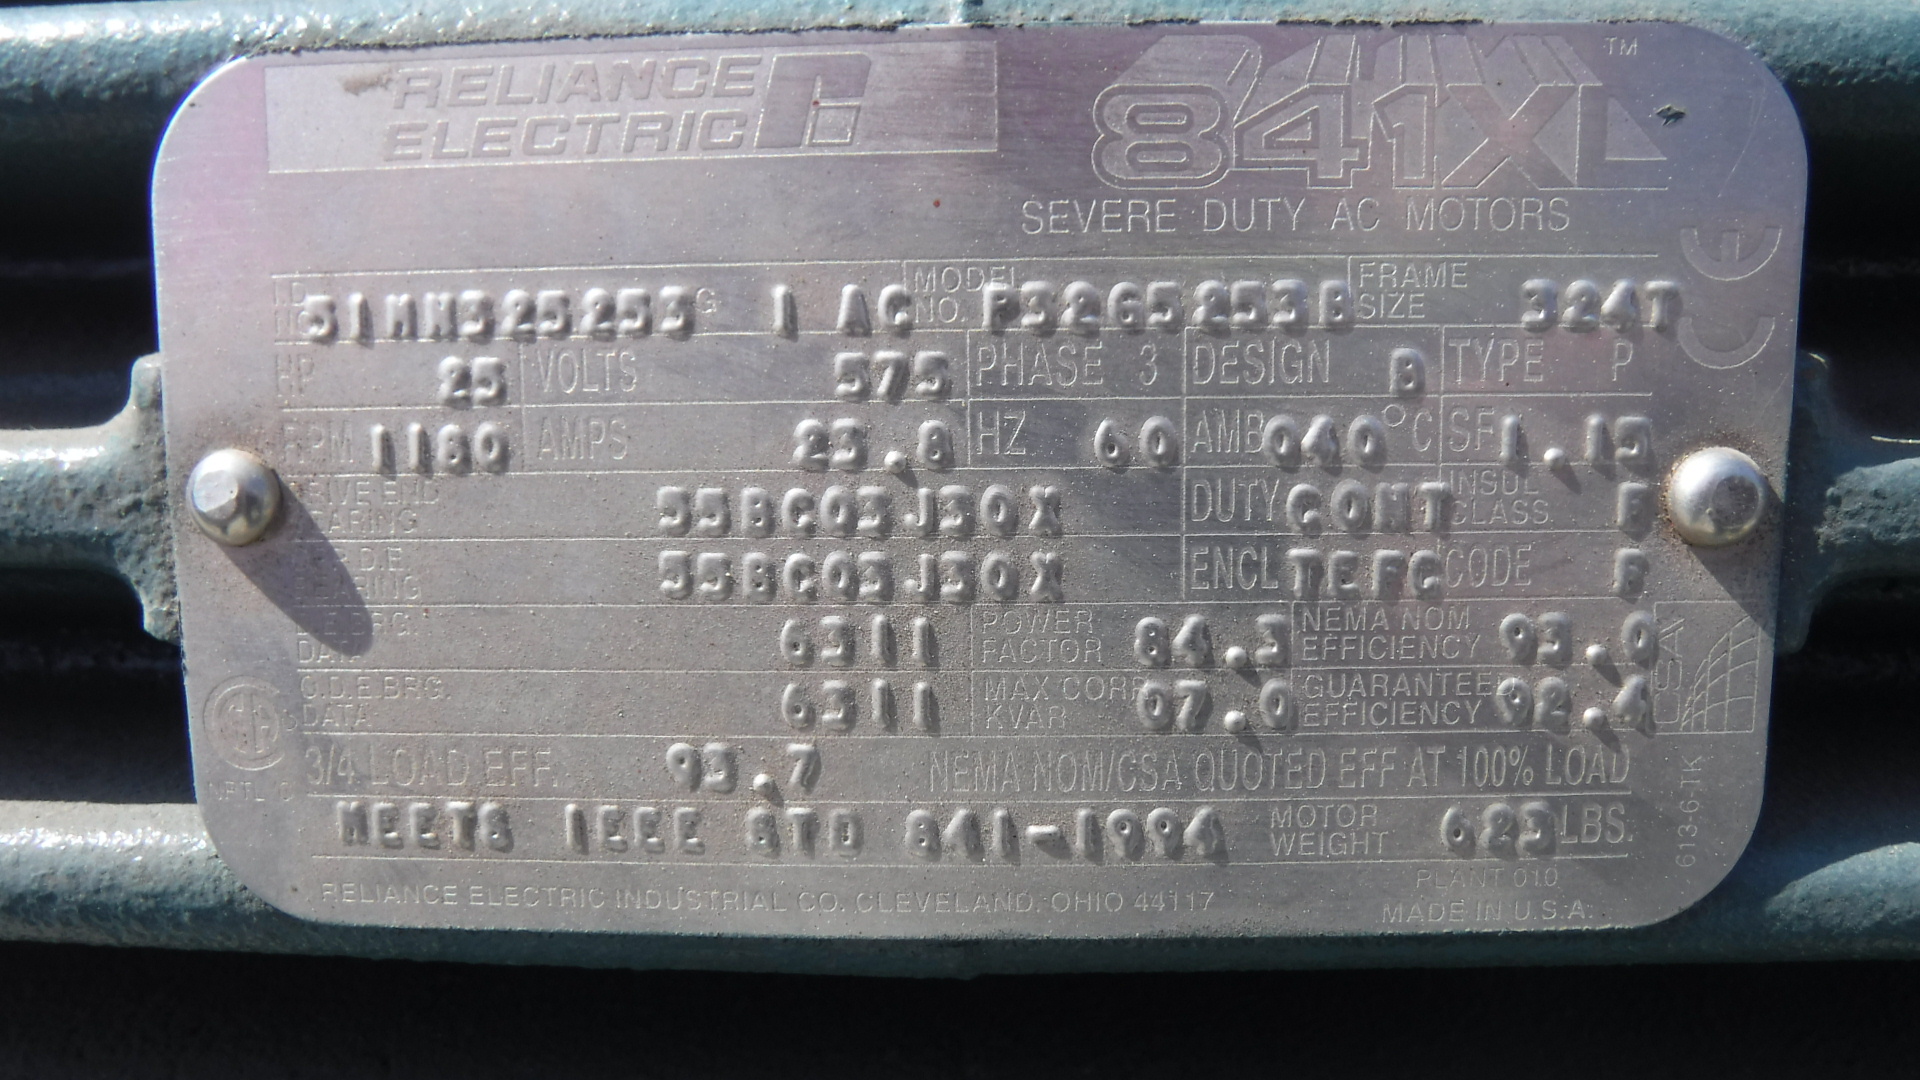 RELIANCE
ELECTRIC
841XL TM
SEVERE DUTY AC MOTORS
I.D. NO. 51MN325253 G 1 AC MODEL NO. P32G5253B FRAME SIZE 324T
HP 25 VOLTS 575 PHASE 3 DESIGN B TYPE P
RPM 1180 AMPS 23.8 HZ 60 AMB 040 °C SF 1.15
DRIVE END BEARING 55BC03J30X DUTY CONT INSUL CLASS F
OPP. D.E. BEARING 55BC03J30X ENCL TEFC CODE F
D.E.BRG. DATA 6311 POWER FACTOR 84.3 NEMA NOM EFFICIENCY 93.0
O.D.E.BRG. DATA 6311 MAX CORR KVAR 07.0 GUARANTEED EFFICIENCY 92.4
3/4 LOAD EFF. 93.7 NEMA NOM/CSA QUOTED EFF AT 100% LOAD
MEETS IEEE STD 841-1994 MOTOR WEIGHT 623 LBS.
RELIANCE ELECTRIC INDUSTRIAL CO. CLEVELAND, OHIO 44117
PLANT 010
MADE IN U.S.A.
613-6-1K
NRTL/C
CE